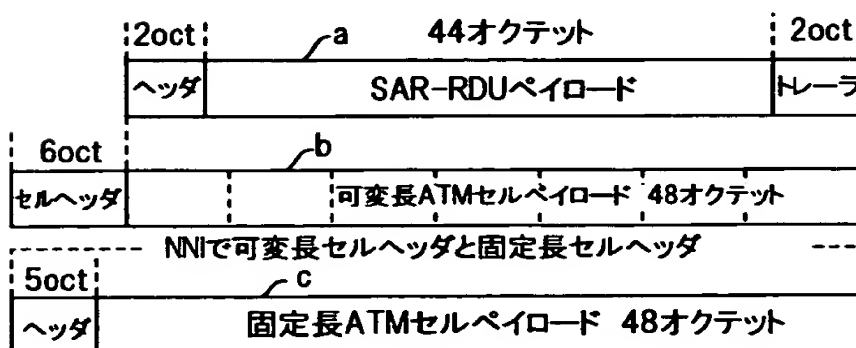 2oct a 44オクテット 2oct
ヘッダ SAR-RDUペイロード トレーラ
6oct b
セルヘッダ 可変長ATMセルペイロード 48オクテット
NNIで可変長セルヘッダと固定長セルヘッダ
5oct c
ヘッダ 固定長ATMセルペイロード 48オクテット